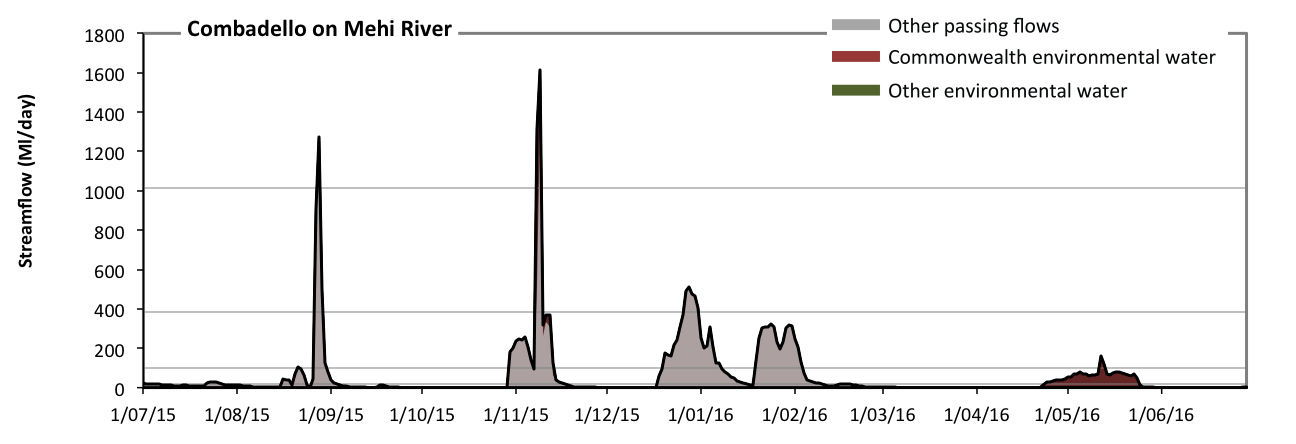 Combadello on Mehi River
Other passing flows
Commonwealth environmental water
Other environmental water
Streamflow (Ml/day)
1800
1600
1400
1200
1000
800
600
400
200
0
1/07/15 1/08/15 1/09/15 1/10/15 1/11/15 1/12/15 1/01/16 1/02/16 1/03/16 1/04/16 1/05/16 1/06/16